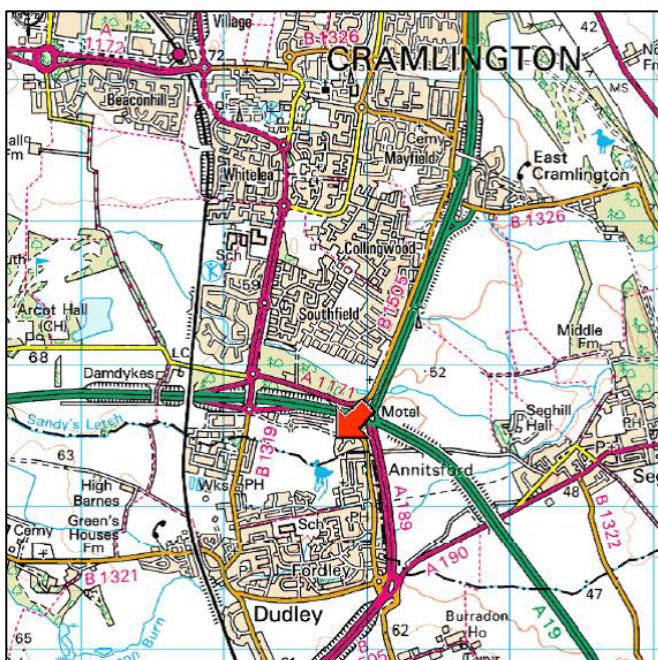 Village
B 1326
42
A
1172
72
CRAMLINGTON
MS
Beaconhill
Fm
Whitelea
Cemy
Mayfield
East
Cramlington
B 1326
Sch
59
Collingwood
Southfield
B 1505
Arcot Hall
(CH)
Middle
Fm
68
LC
Damdykes
A 1171
52
Motel
Seghill
Hall
PH
Sandy's Letch
63
B 1319
Annitsford
High
Barnes
Wks
PH
A 189
48
Green's
Houses
Fm
Sch
B 1322
Cemy
Fordley
A 190
B 1321
47
Dudley
A 19
Burradon
Ho
62
65
Burn